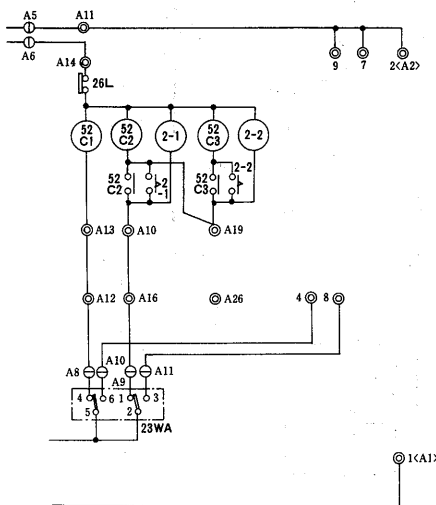 A5 A11
A6
A14
9 7 2<A2>
26L
52 C1
52 C2
2-1
52 C3
2-2
52 C2
2 -1
52 C3
2-2
A13 A10 A19
A12 A16 A26
4 8
A8 A10 A9 A11
4 6 1 3
5 2
23WA
1<A1>